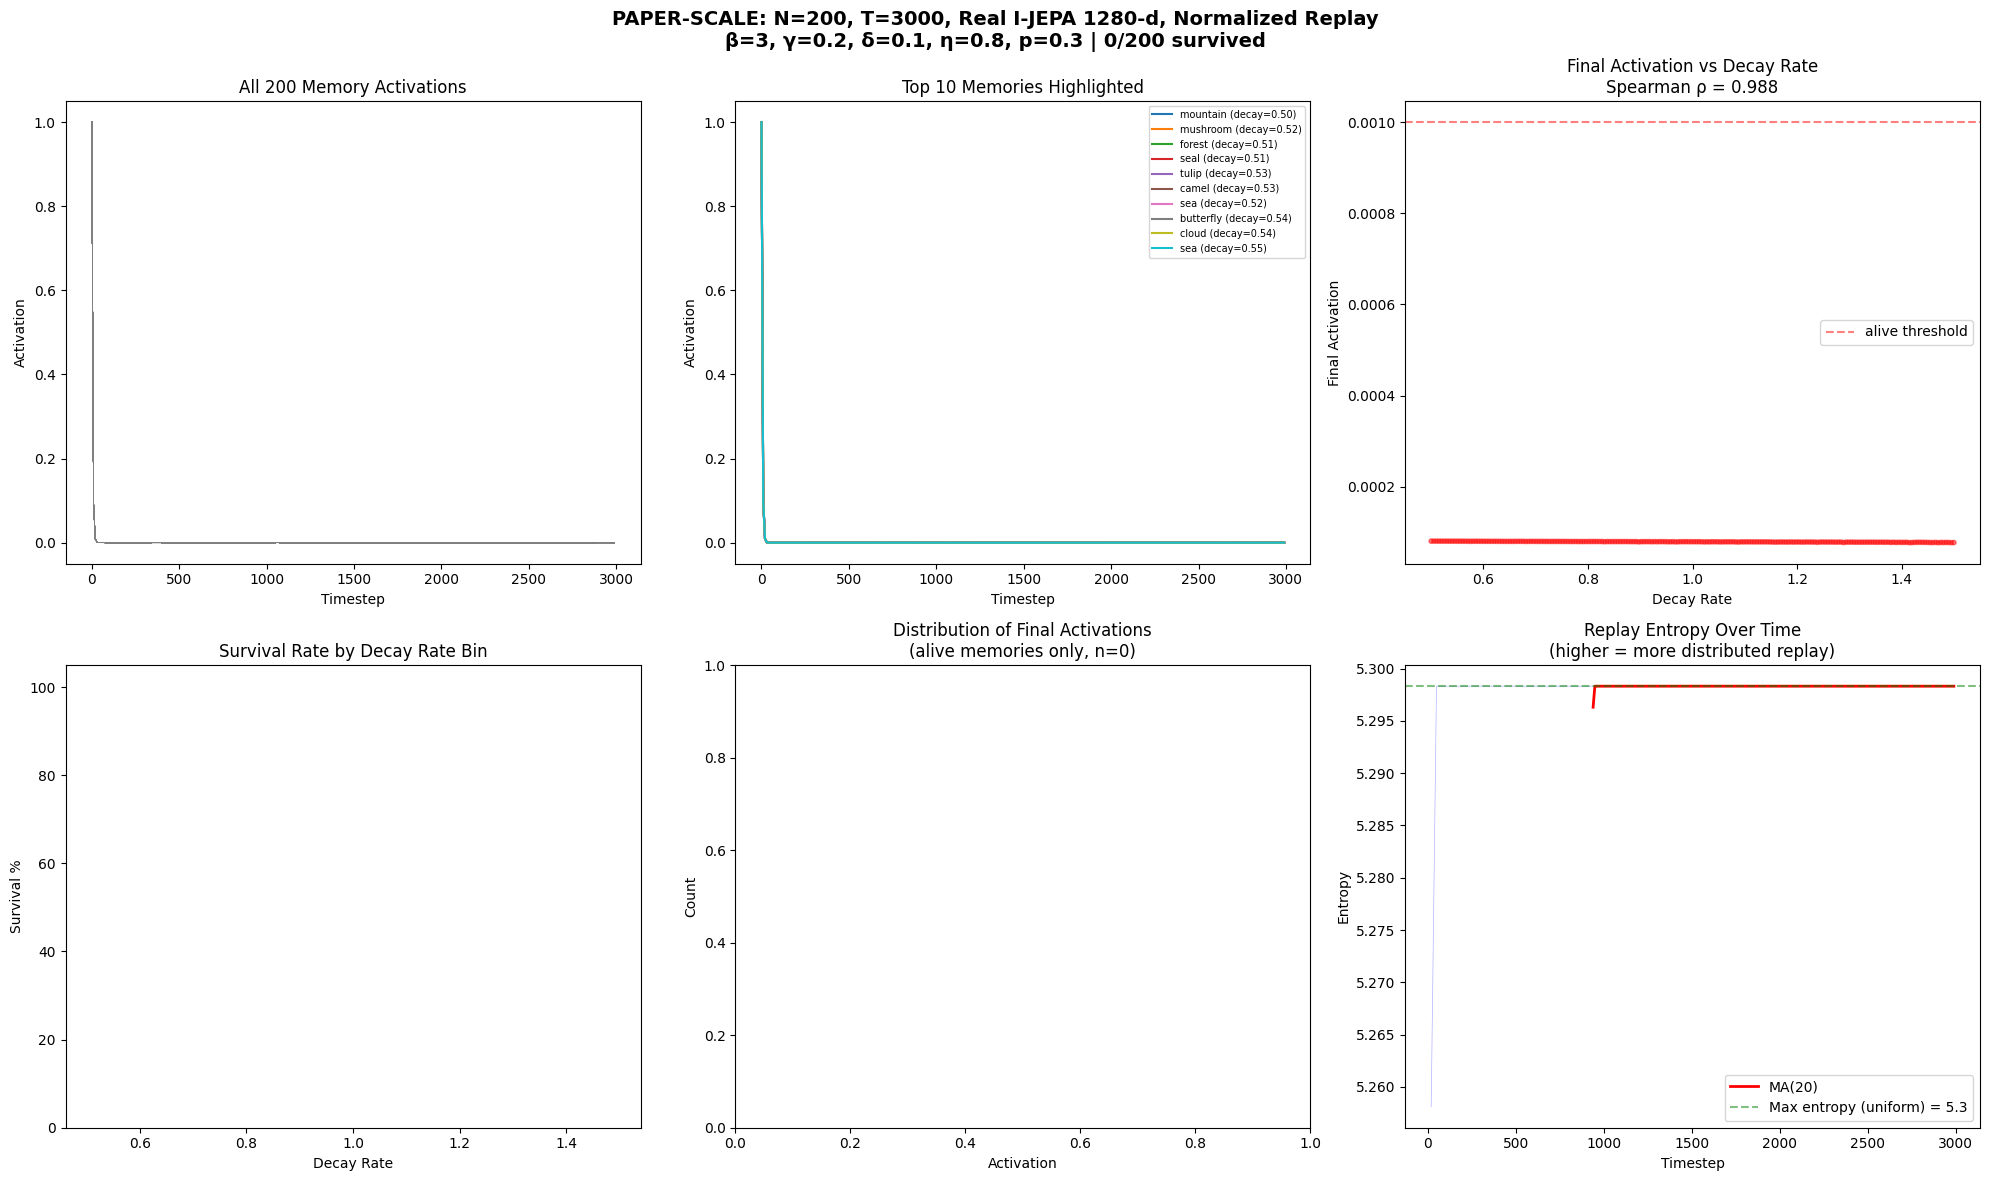 PAPER-SCALE: N=200, T=3000, Real I-JEPA 1280-d, Normalized Replay
β=3, γ=0.2, δ=0.1, η=0.8, p=0.3 | 0/200 survived
All 200 Memory Activations
Activation
1.0
0.8
0.6
0.4
0.2
0.0
0
500
1000
1500
2000
2500
3000
Timestep
Top 10 Memories Highlighted
Activation
1.0
0.8
0.6
0.4
0.2
0.0
mountain (decay=0.50)
mushroom (decay=0.52)
forest (decay=0.51)
seal (decay=0.51)
tulip (decay=0.53)
camel (decay=0.53)
sea (decay=0.52)
butterfly (decay=0.54)
cloud (decay=0.54)
sea (decay=0.55)
0
500
1000
1500
2000
2500
3000
Timestep
Final Activation vs Decay Rate
Spearman ρ = 0.988
Final Activation
0.0010
0.0008
0.0006
0.0004
0.0002
alive threshold
0.6
0.8
1.0
1.2
1.4
Decay Rate
Survival Rate by Decay Rate Bin
Survival %
100
80
60
40
20
0
0.6
0.8
1.0
1.2
1.4
Decay Rate
Distribution of Final Activations
(alive memories only, n=0)
Count
1.0
0.8
0.6
0.4
0.2
0.0
0.0
0.2
0.4
0.6
0.8
1.0
Activation
Replay Entropy Over Time
(higher = more distributed replay)
Entropy
5.300
5.295
5.290
5.285
5.280
5.275
5.270
5.265
5.260
MA(20)
Max entropy (uniform) = 5.3
0
500
1000
1500
2000
2500
3000
Timestep